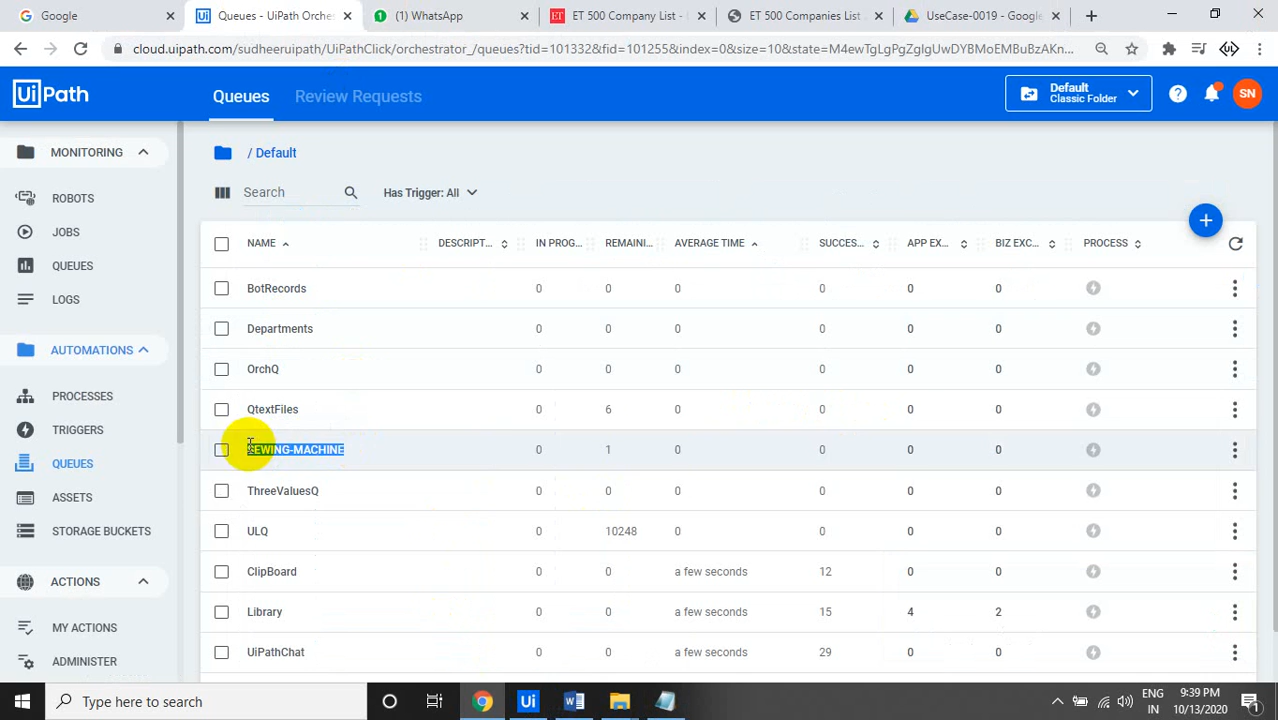 Google
Queues - UiPath Orche
(1) WhatsApp
ET 500 Company List -
ET 500 Companies List
UseCase-0019 - Google
cloud.uipath.com/sudheeruipath/UiPathClick/orchestrator_/queues?tid=101332&fid=101255&index=0&size=10&state=M4ewTgLgPgZglgUwDYBMoEMBuBzAKn...
UiPath
Queues
Review Requests
Default
Classic Folder
SN
MONITORING
ROBOTS
JOBS
QUEUES
LOGS
AUTOMATIONS
PROCESSES
TRIGGERS
QUEUES
ASSETS
STORAGE BUCKETS
ACTIONS
MY ACTIONS
ADMINISTER
/ Default
Search
Has Trigger: All
NAME DESCRIPT... IN PROG... REMAINI... AVERAGE TIME SUCCES... APP EX... BIZ EXC... PROCESS
BotRecords 0 0 0 0 0 0
Departments 0 0 0 0 0 0
OrchQ 0 0 0 0 0 0
QtextFiles 0 6 0 0 0 0
SEWING-MACHINE 0 1 0 0 0 0
ThreeValuesQ 0 0 0 0 0 0
ULQ 0 10248 0 0 0 0
ClipBoard 0 0 a few seconds 12 0 0
Library 0 0 a few seconds 15 4 2
UiPathChat 0 0 a few seconds 29 0 0
Type here to search
Ui
ENG
IN
9:39 PM
10/13/2020
1